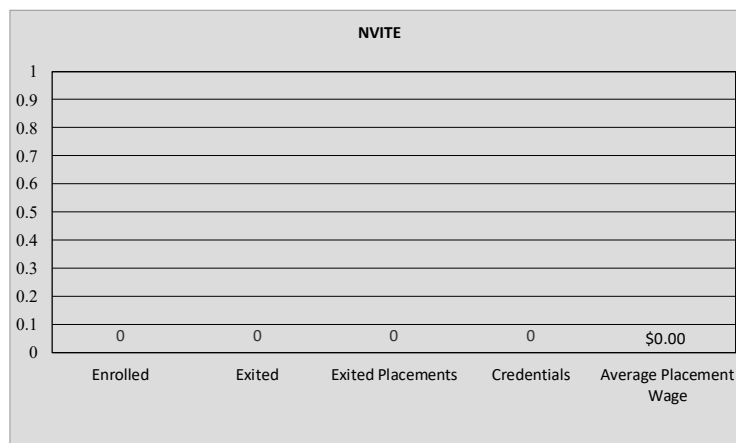 NVITE
1
0.9
0.8
0.7
0.6
0.5
0.4
0.3
0.2
0.1
0
0 0 0 0 $0.00
Enrolled Exited Exited Placements Credentials Average Placement
Wage